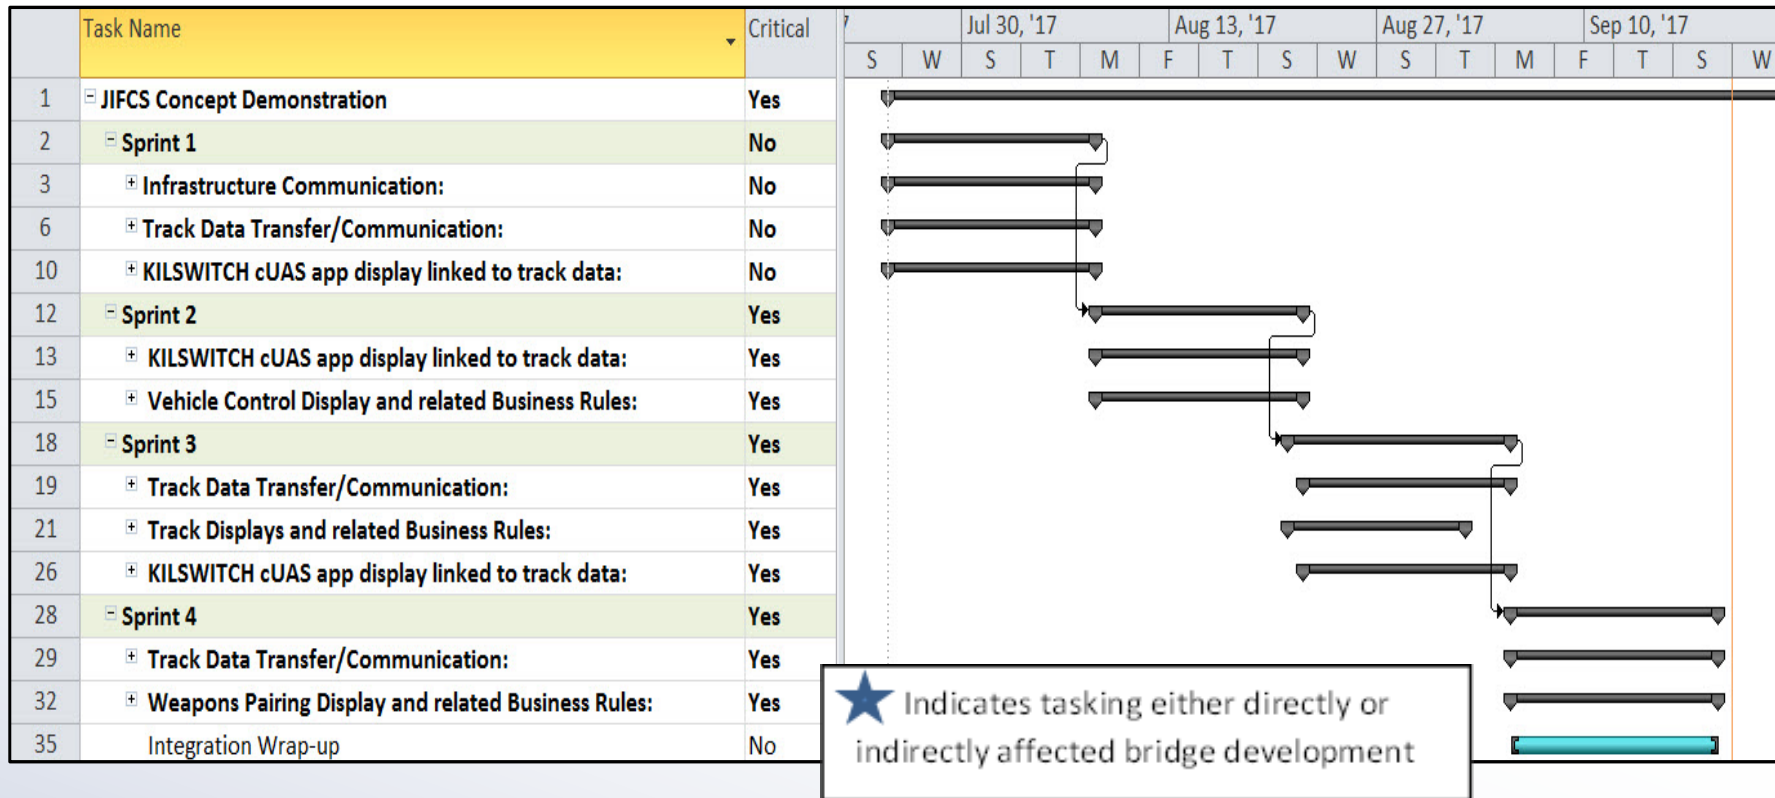 Task Name Critical 7 Jul 30, '17 Aug 13, '17 Aug 27, '17 Sep 10, '17
S W S T M F T S W S T M F T S W
1 JIFCS Concept Demonstration Yes
2 Sprint 1 No
3 Infrastructure Communication: No
6 Track Data Transfer/Communication: No
10 KILSWITCH cUAS app display linked to track data: No
12 Sprint 2 Yes
13 KILSWITCH cUAS app display linked to track data: Yes
15 Vehicle Control Display and related Business Rules: Yes
18 Sprint 3 Yes
19 Track Data Transfer/Communication: Yes
21 Track Displays and related Business Rules: Yes
26 KILSWITCH cUAS app display linked to track data: Yes
28 Sprint 4 Yes
29 Track Data Transfer/Communication: Yes
32 Weapons Pairing Display and related Business Rules: Yes
35 Integration Wrap-up No
Indicates tasking either directly or
indirectly affected bridge development